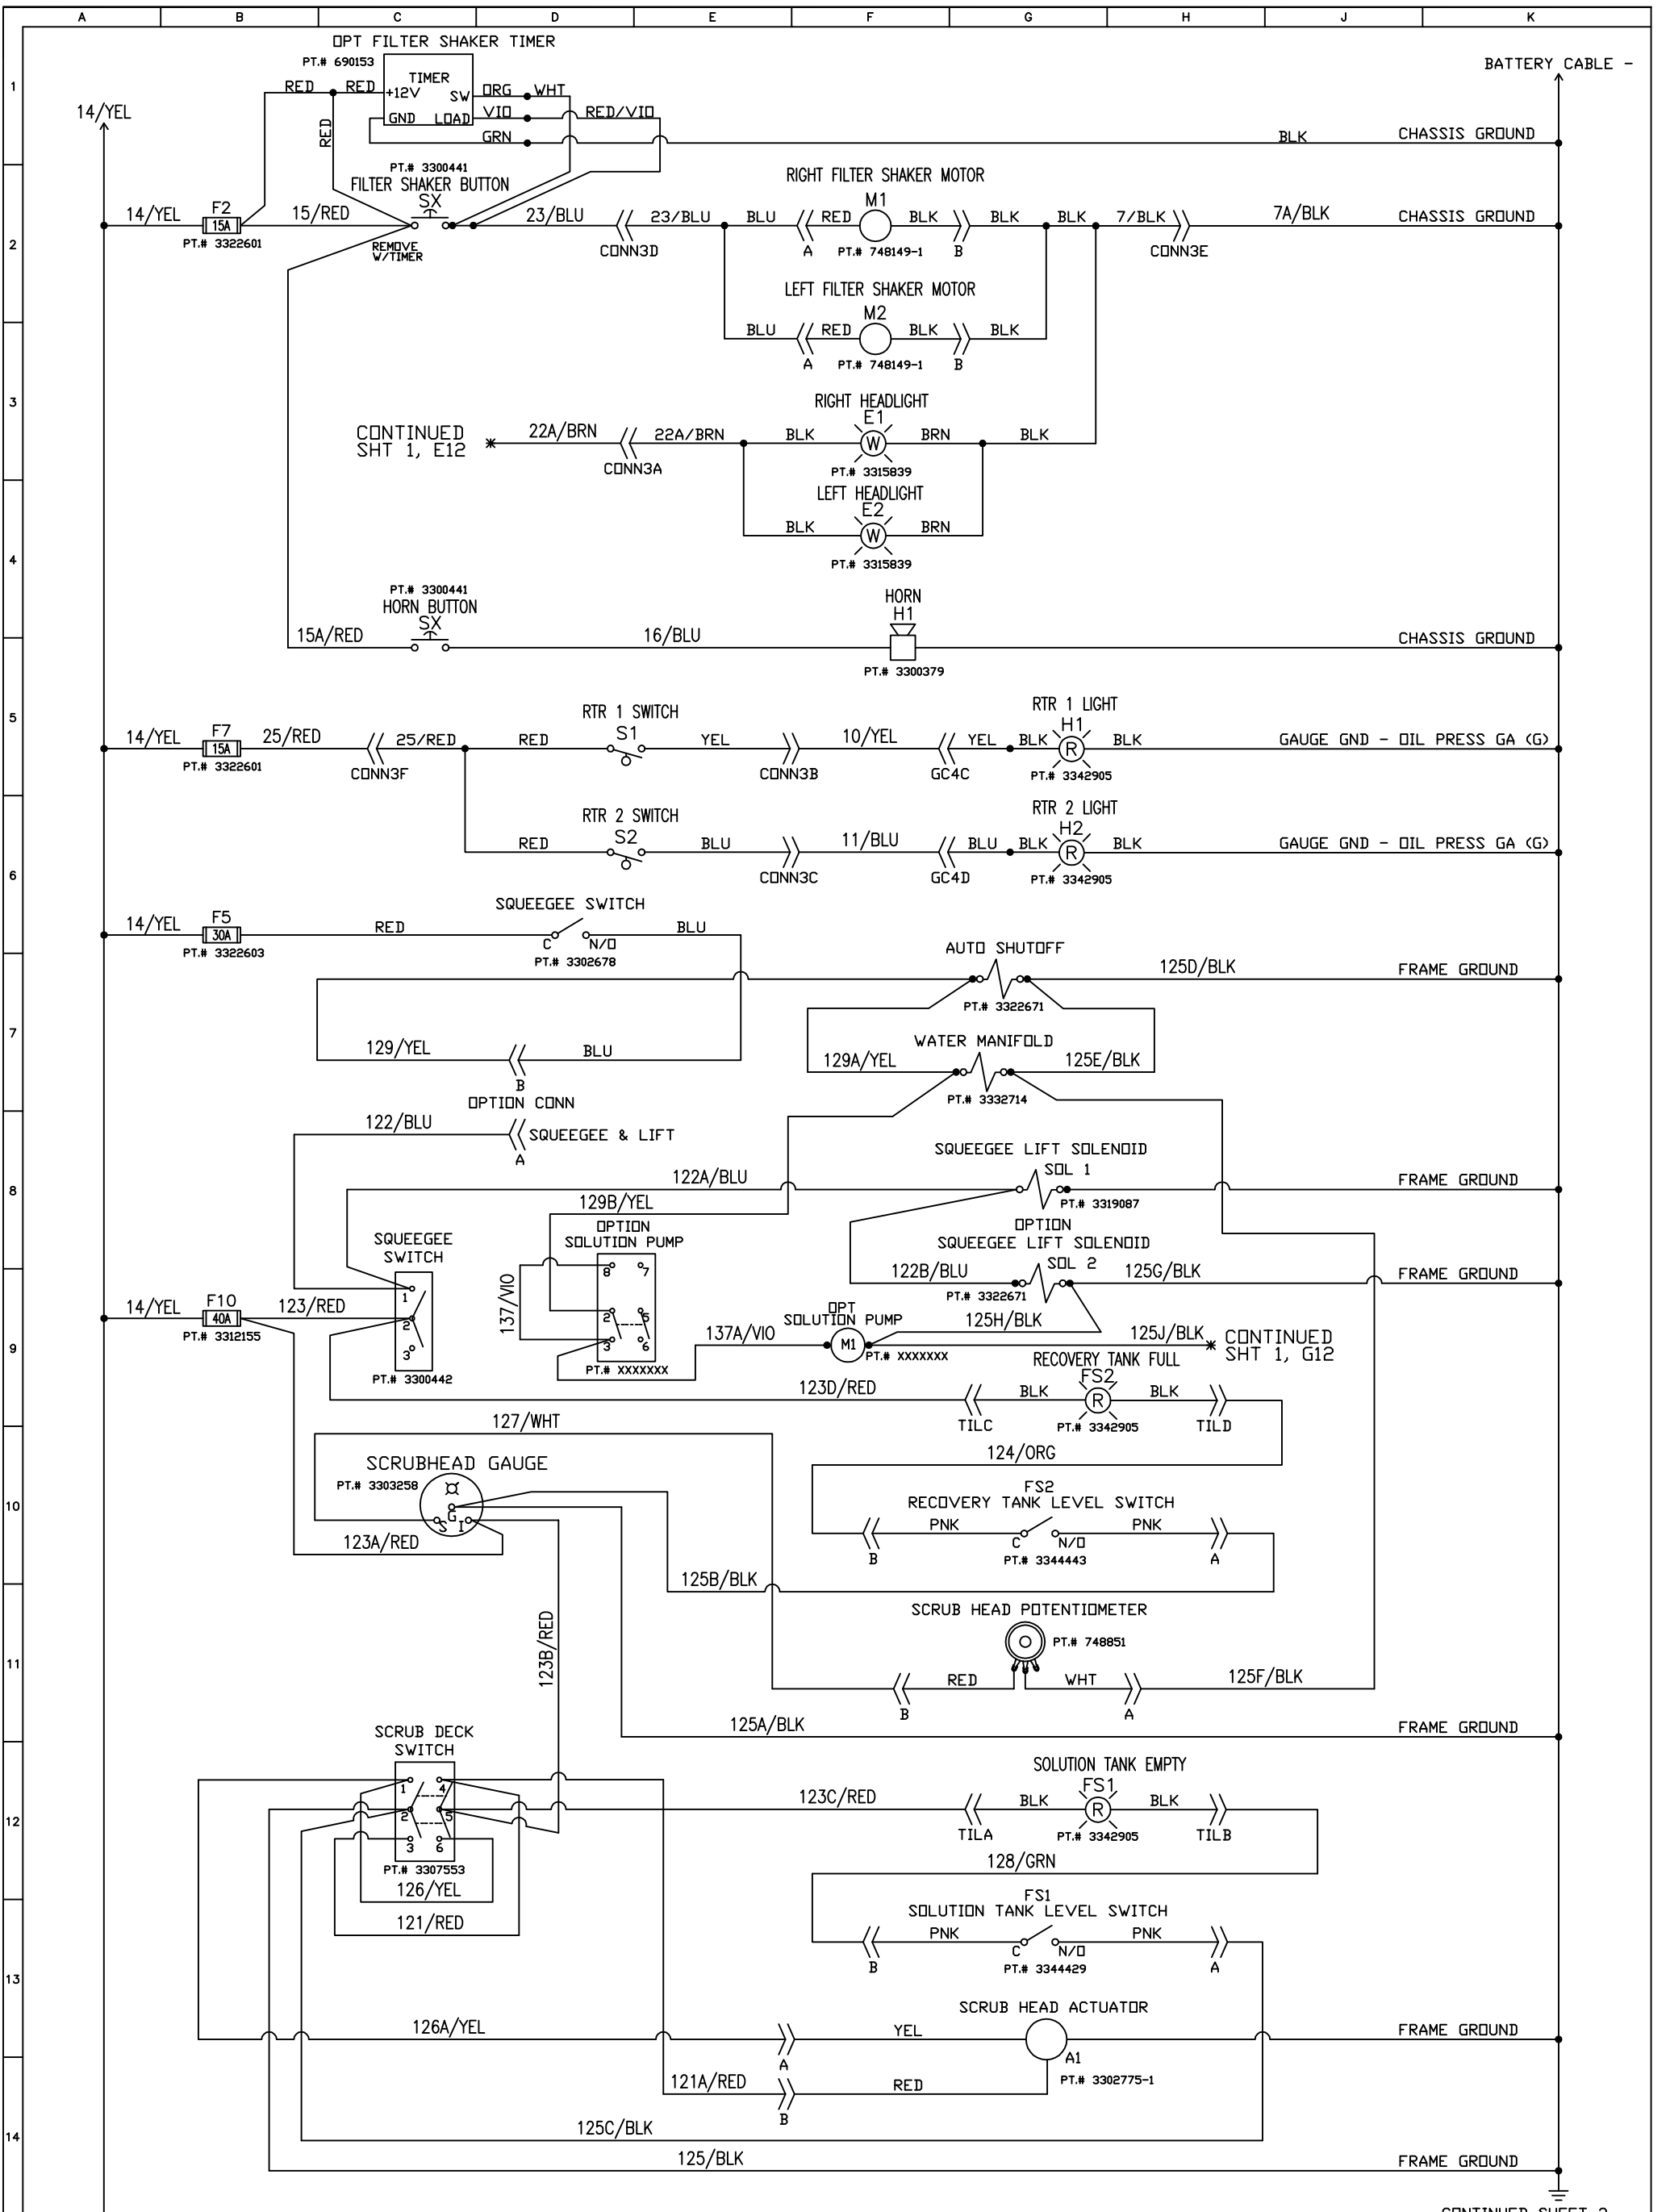 A B C D E F G H J K
OPT FILTER SHAKER TIMER
PT.# 690153
BATTERY CABLE -
1
RED RED +12V TIMER SW ORG WHT
14/YEL
GND LOAD VIO RED/VIO
RED
GRN BLK CHASSIS GROUND
PT.# 3300441
FILTER SHAKER BUTTON
SX
RIGHT FILTER SHAKER MOTOR
M1
14/YEL F2 15A 15/RED 23/BLU 23/BLU BLU RED BLK BLK BLK 7/BLK 7A/BLK CHASSIS GROUND
PT.# 3322601
2
REMOVE
W/TIMER
CONN3D A PT.# 748149-1 B CONN3E
LEFT FILTER SHAKER MOTOR
M2
BLU RED BLK BLK
A PT.# 748149-1 B
3
RIGHT HEADLIGHT
E1
CONTINUED
SHT 1, E12
22A/BRN 22A/BRN BLK W BRN BLK
CONN3A
PT.# 3315839
LEFT HEADLIGHT
E2
BLK W BRN
PT.# 3315839
4
PT.# 3300441
HORN BUTTON
SX
HORN
H1
15A/RED 16/BLU CHASSIS GROUND
PT.# 3300379
5
RTR 1 SWITCH
S1
RTR 1 LIGHT
H1
14/YEL F7 15A 25/RED 25/RED RED YEL 10/YEL YEL BLK R BLK GAUGE GND - OIL PRESS GA (G)
PT.# 3322601 CONN3F CONN3B GC4C PT.# 3342905
RTR 2 SWITCH
S2
RTR 2 LIGHT
H2
RED BLU 11/BLU BLU BLK R BLK GAUGE GND - OIL PRESS GA (G)
CONN3C GC4D PT.# 3342905
6
SQUEEGEE SWITCH
14/YEL F5 30A RED C N/O BLU
PT.# 3322603 PT.# 3302678
AUTO SHUTOFF
125D/BLK FRAME GROUND
PT.# 3322671
7
WATER MANIFOLD
129/YEL BLU 129A/YEL 125E/BLK
B
PT.# 3332714
OPTION CONN
122/BLU SQUEEGEE & LIFT
A
SQUEEGEE LIFT SOLENOID
SOL 1
8
122A/BLU FRAME GROUND
PT.# 3319087
129B/YEL
OPTION
SOLUTION PUMP
OPTION
SQUEEGEE LIFT SOLENOID
SOL 2
SQUEEGEE
SWITCH
8 7
122B/BLU 125G/BLK FRAME GROUND
PT.# 3322671
137/VIO
1
14/YEL F10 40A 123/RED 2 2 5
PT.# 3312155
OPT
SOLUTION PUMP
125H/BLK
9
3 3 6
137A/VIO M1 125J/BLK CONTINUED
SHT 1, G12
PT.# XXXXXXX
PT.# 3300442 PT.# XXXXXXX
RECOVERY TANK FULL
FS2
123D/RED BLK R BLK
TILC PT.# 3342905 TILD
127/WHT
124/ORG
SCRUBHEAD GAUGE
PT.# 3303258
10
FS2
RECOVERY TANK LEVEL SWITCH
G
S I
PNK PNK
123A/RED
B C N/O A
PT.# 3344443
125B/BLK
SCRUB HEAD POTENTIOMETER
PT.# 748851
11
123B/RED
RED WHT 125F/BLK
B A
125A/BLK FRAME GROUND
SCRUB DECK
SWITCH
SOLUTION TANK EMPTY
FS1
1 4
123C/RED BLK R BLK
12
2 5
TILA PT.# 3342905 TILB
3 6
PT.# 3307553
126/YEL 128/GRN
121/RED
FS1
SOLUTION TANK LEVEL SWITCH
PNK PNK
B C N/O A
PT.# 3344429
13
SCRUB HEAD ACTUATOR
126A/YEL YEL FRAME GROUND
A A1
121A/RED RED PT.# 3302775-1
B
14
125C/BLK
125/BLK FRAME GROUND